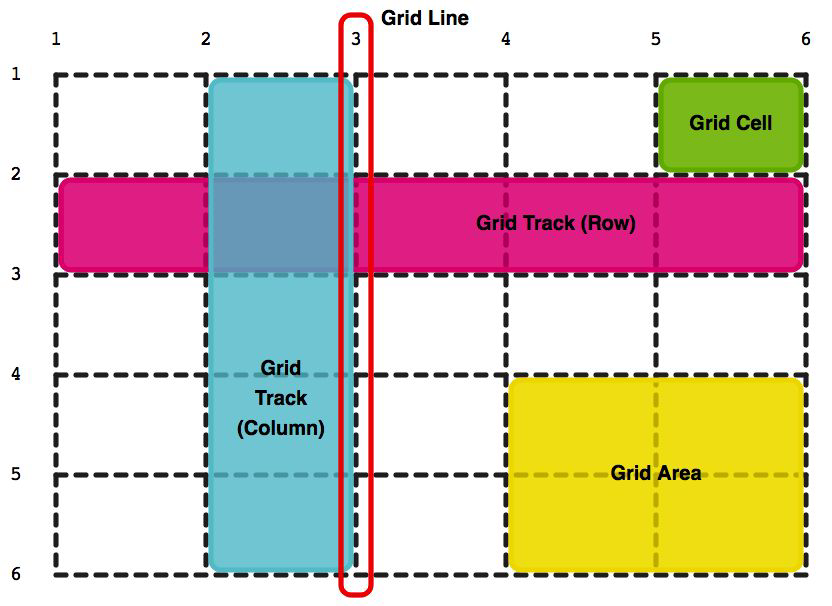 Grid Line
1 2 3 4 5 6
1
Grid Cell
2
Grid Track (Row)
3
4
Grid
Track
(Column)
5
Grid Area
6